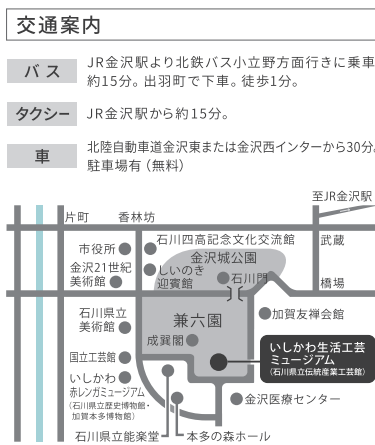 交通案内
バス
JR金沢駅より北鉄バス小立野方面行きに乗車
約15分。出羽町で下車。徒歩1分。
タクシー
JR金沢駅から約15分。
車
北陸自動車道金沢東または金沢西インターから30分。
駐車場有(無料)
至JR金沢駅
片町
香林坊
市役所
石川四高記念文化交流館
武蔵
金沢城公園
金沢21世紀
美術館
しいのき
迎賓館
石川門
橋場
石川県立
美術館
兼六園
加賀友禅会館
成巽閣
いしかわ生活工芸
ミュージアム
(石川県立伝統産業工芸館)
国立工芸館
いしかわ
赤レンガミュージアム
(石川県立歴史博物館・
加賀本多博物館)
金沢医療センター
石川県立能楽堂
本多の森ホール